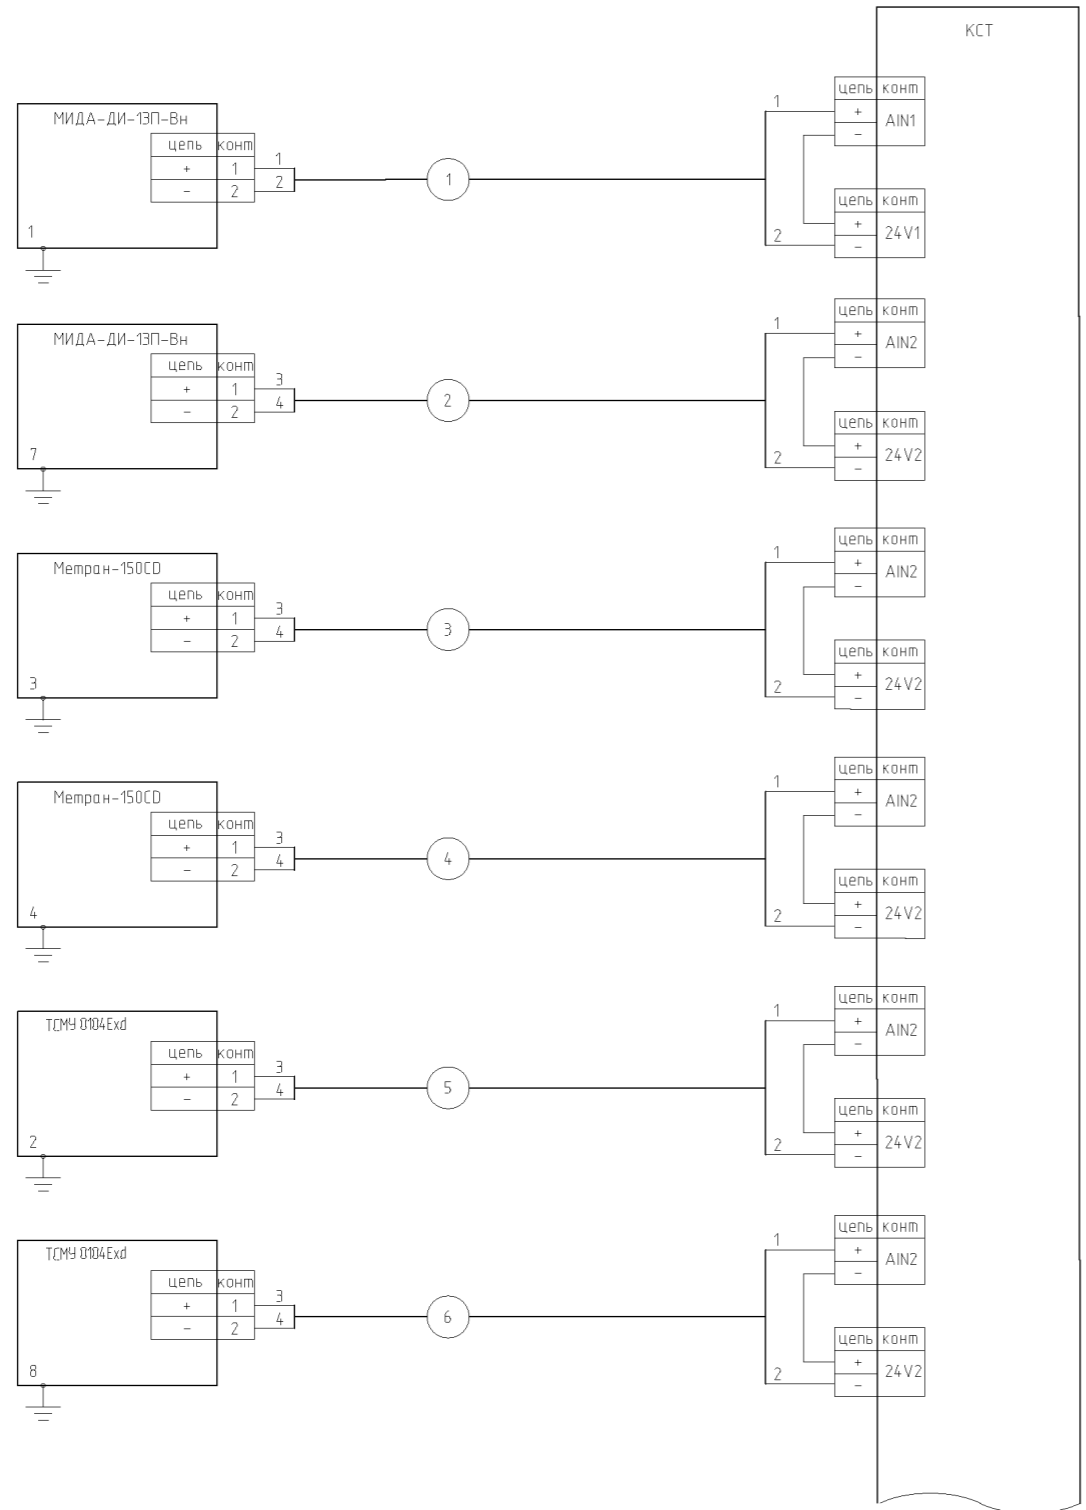 КСТ
цепь конт
+ AIN1
-
1
МИДА-ДИ-13П-Вн
цепь конт
+ 1 1
- 2 2
1
1
цепь конт
+ 24V1
-
2
МИДА-ДИ-13П-Вн
цепь конт
+ 1 3
- 2 4
7
2
1
цепь конт
+ AIN2
-
2
цепь конт
+ 24V2
-
Метран-150CD
цепь конт
+ 1 3
- 2 4
3
3
1
цепь конт
+ AIN2
-
2
цепь конт
+ 24V2
-
Метран-150CD
цепь конт
+ 1 3
- 2 4
4
4
1
цепь конт
+ AIN2
-
2
цепь конт
+ 24V2
-
ТСМУ 0104Exd
цепь конт
+ 1 3
- 2 4
2
5
1
цепь конт
+ AIN2
-
2
цепь конт
+ 24V2
-
ТСМУ 0104Exd
цепь конт
+ 1 3
- 2 4
8
6
1
цепь конт
+ AIN2
-
2
цепь конт
+ 24V2
-